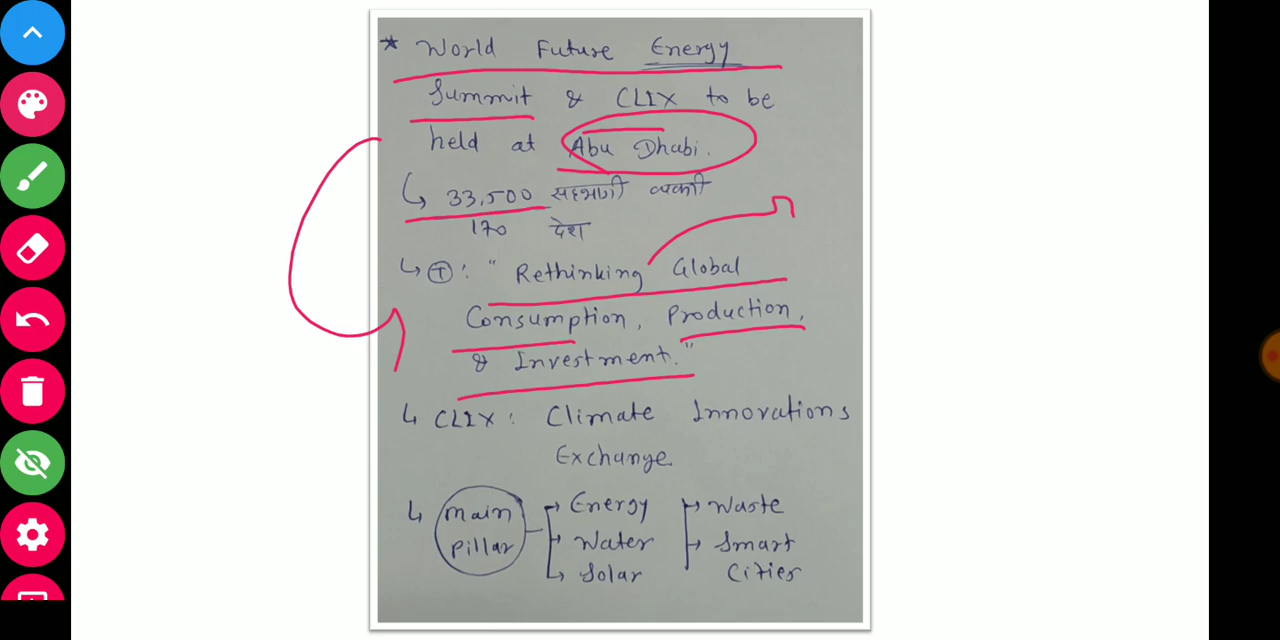 * World Future Energy
Summit & CLIX to be
held at Abu Dhabi.
↳ 33,500 सहभागी व्यक्ती
170 देश
↳ Ⓣ: " Rethinking Global
Consumption, Production,
& Investment."
↳ CLIX: Climate Innovations
Exchange
↳ Main → Energy → Waste
Pillar → Water → Smart
→ Solar Cities